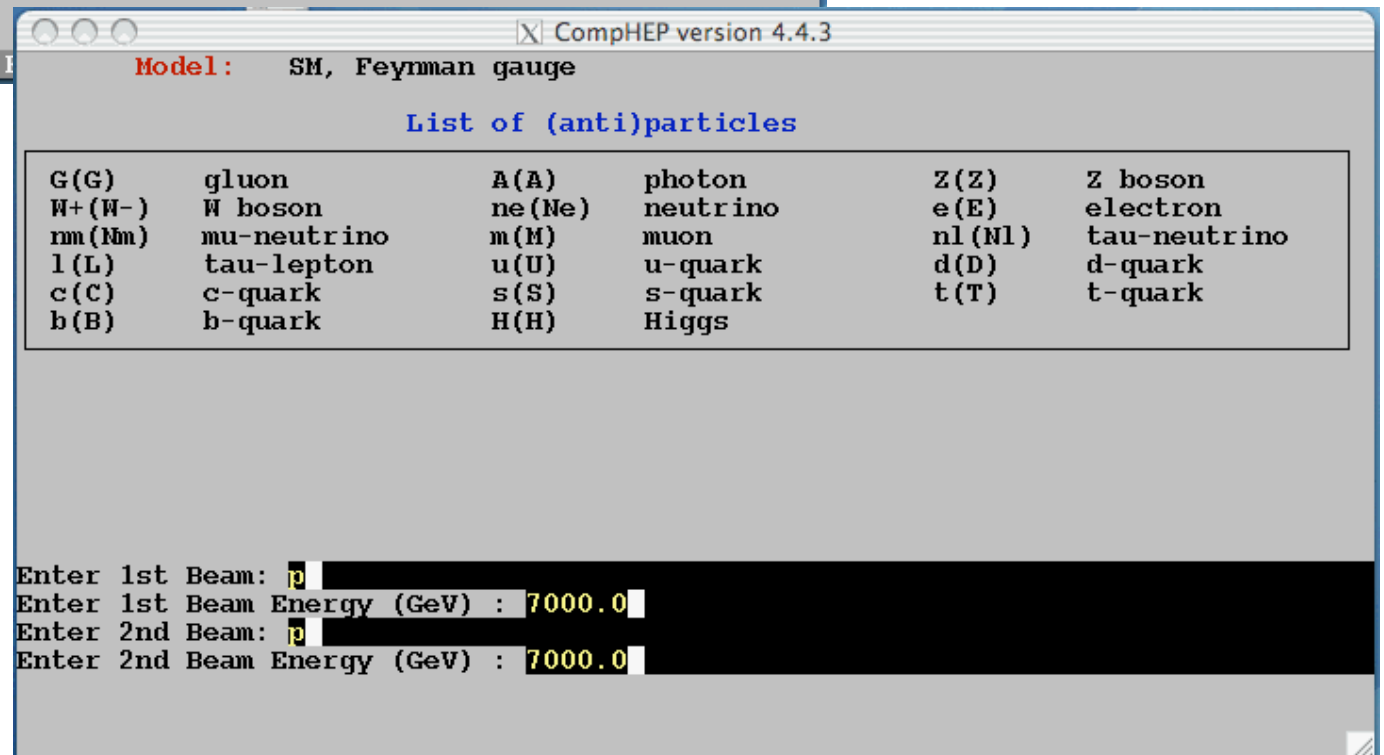 CompHEP version 4.4.3
Model: SM, Feynman gauge
List of (anti)particles
G(G) gluon A(A) photon Z(Z) Z boson
W+(W-) W boson ne(Ne) neutrino e(E) electron
nm(Nm) mu-neutrino m(M) muon nl(Nl) tau-neutrino
l(L) tau-lepton u(U) u-quark d(D) d-quark
c(C) c-quark s(S) s-quark t(T) t-quark
b(B) b-quark H(H) Higgs
Enter 1st Beam: p
Enter 1st Beam Energy (GeV) : 7000.0
Enter 2nd Beam: p
Enter 2nd Beam Energy (GeV) : 7000.0